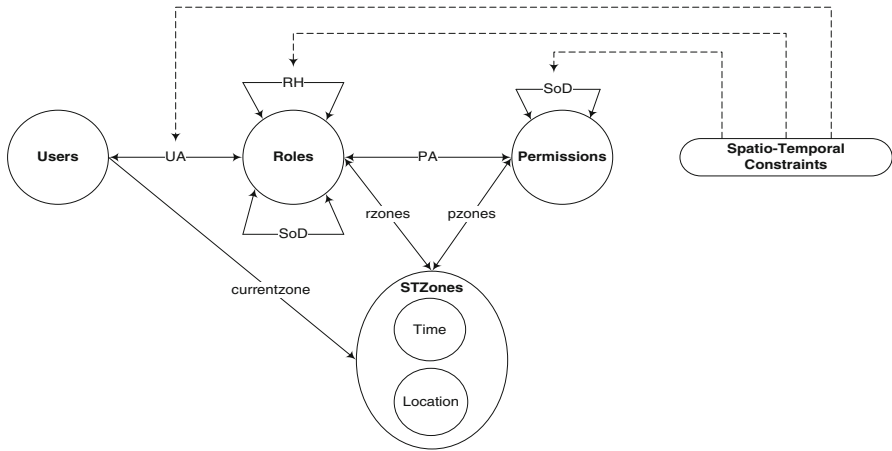 RH
SoD
Users
UA
Roles
PA
Permissions
Spatio-Temporal
Constraints
rzones
pzones
SoD
currentzone
STZones
Time
Location